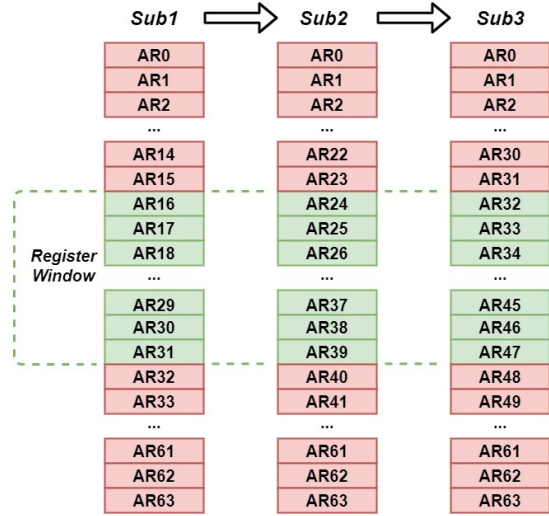 Sub1 Sub2 Sub3
AR0 AR0 AR0
AR1 AR1 AR1
AR2 AR2 AR2
... ... ...
AR14 AR22 AR30
AR15 AR23 AR31
AR16 AR24 AR32
AR17 AR25 AR33
AR18 AR26 AR34
Register
Window
... ... ...
AR29 AR37 AR45
AR30 AR38 AR46
AR31 AR39 AR47
AR32 AR40 AR48
AR33 AR41 AR49
... ... ...
AR61 AR61 AR61
AR62 AR62 AR62
AR63 AR63 AR63